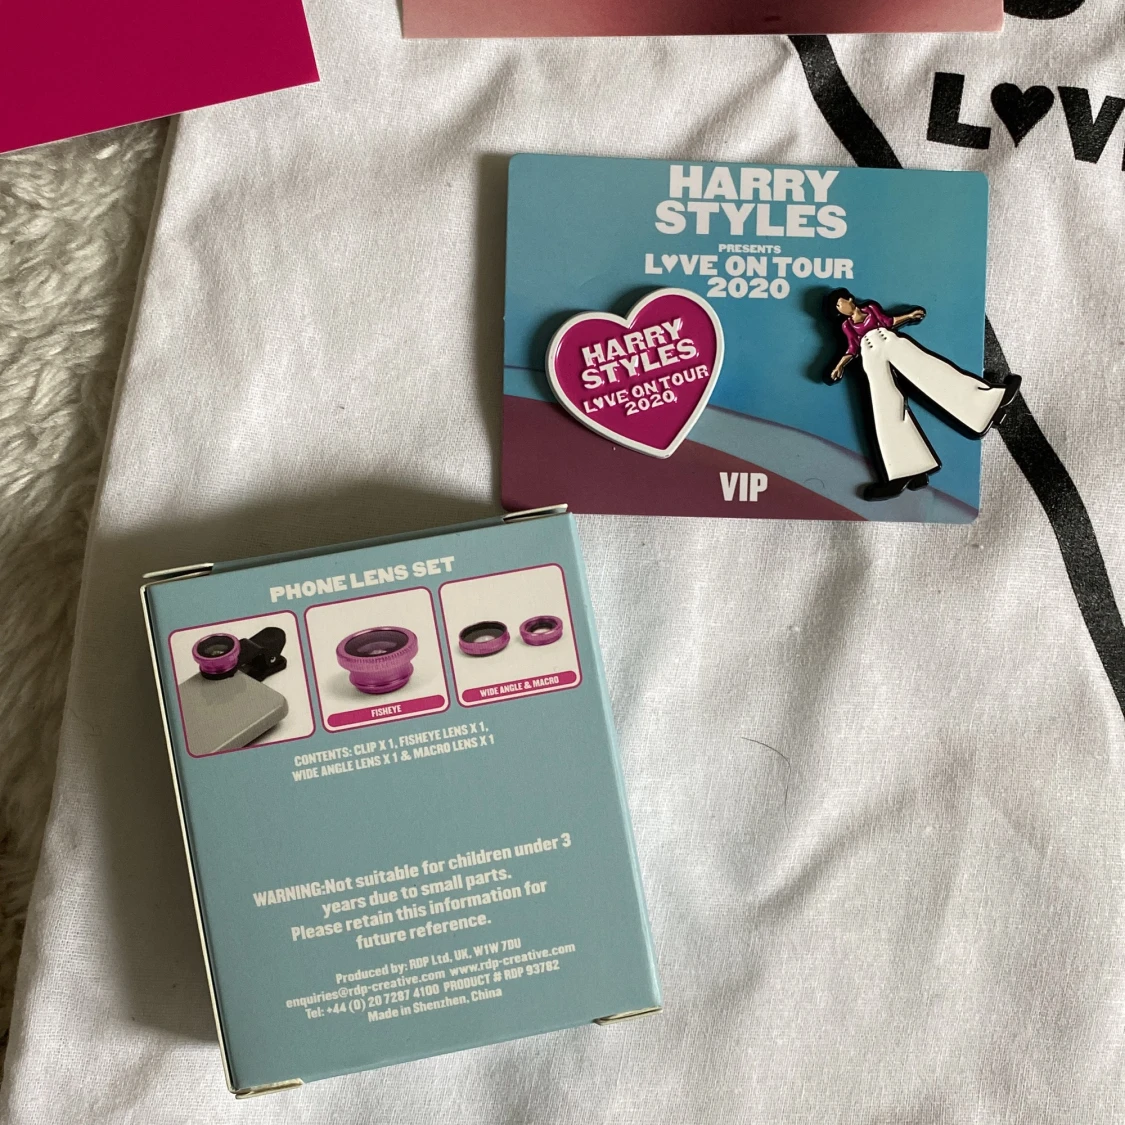 L♥V
HARRY
STYLES
PRESENTS
L♥VE ON TOUR
2020
HARRY
STYLES
L♥VE ON TOUR
2020
VIP
PHONE LENS SET
FISHEYE
WIDE ANGLE & MACRO
CONTENTS: CLIP X 1, FISHEYE LENS X 1,
WIDE ANGLE LENS X 1 & MACRO LENS X 1
WARNING:Not suitable for children under 3
years due to small parts.
Please retain this information for
future reference.
Produced by: RDP Ltd, UK, W1W 7DU
enquiries@rdp-creative.com www.rdp-creative.com
Tel: +44 (0) 20 7287 4100 PRODUCT # RDP 93782
Made in Shenzhen, China